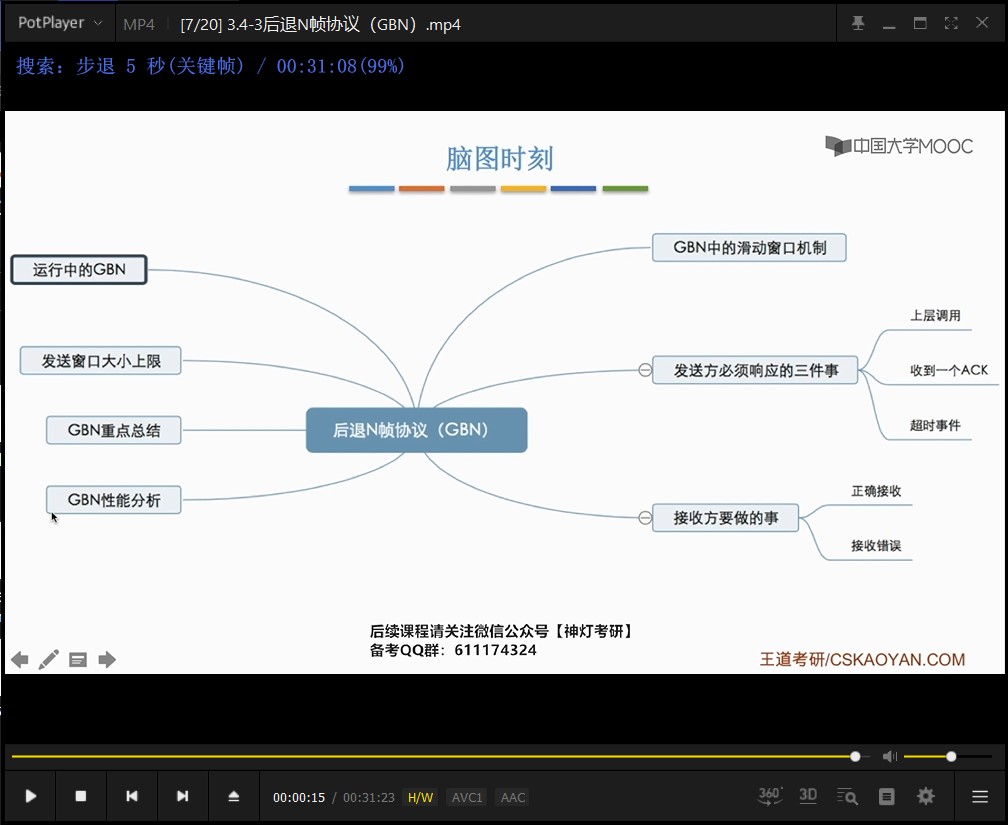 PotPlayer
MP4
[7/20] 3.4-3后退N帧协议（GBN）.mp4
搜索：步退 5 秒(关键帧) / 00:31:08(99%)
脑图时刻
中国大学MOOC
GBN中的滑动窗口机制
运行中的GBN
上层调用
发送窗口大小上限
发送方必须响应的三件事
收到一个ACK
超时事件
GBN重点总结
后退N帧协议（GBN）
GBN性能分析
正确接收
接收方要做的事
接收错误
后续课程请关注微信公众号【神灯考研】
备考QQ群：611174324
王道考研/CSKAOYAN.COM
00:00:15 / 00:31:23 H/W AVC1 AAC
360° 3D